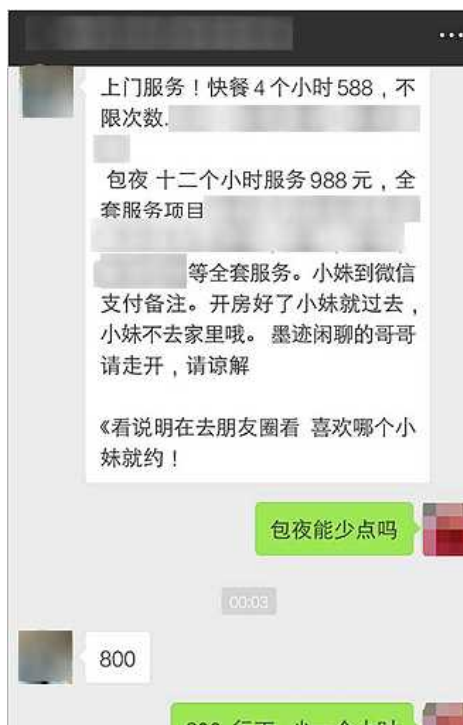 上门服务！快餐4个小时588，不
限次数.
包夜 十二个小时服务988元，全
套服务项目
等全套服务。小妹到微信
支付备注。开房好了小妹就过去，
小妹不去家里哦。 墨迹闲聊的哥哥
请走开，请谅解
《看说明在去朋友圈看 喜欢哪个小
妹就约！
包夜能少点吗
00:03
800